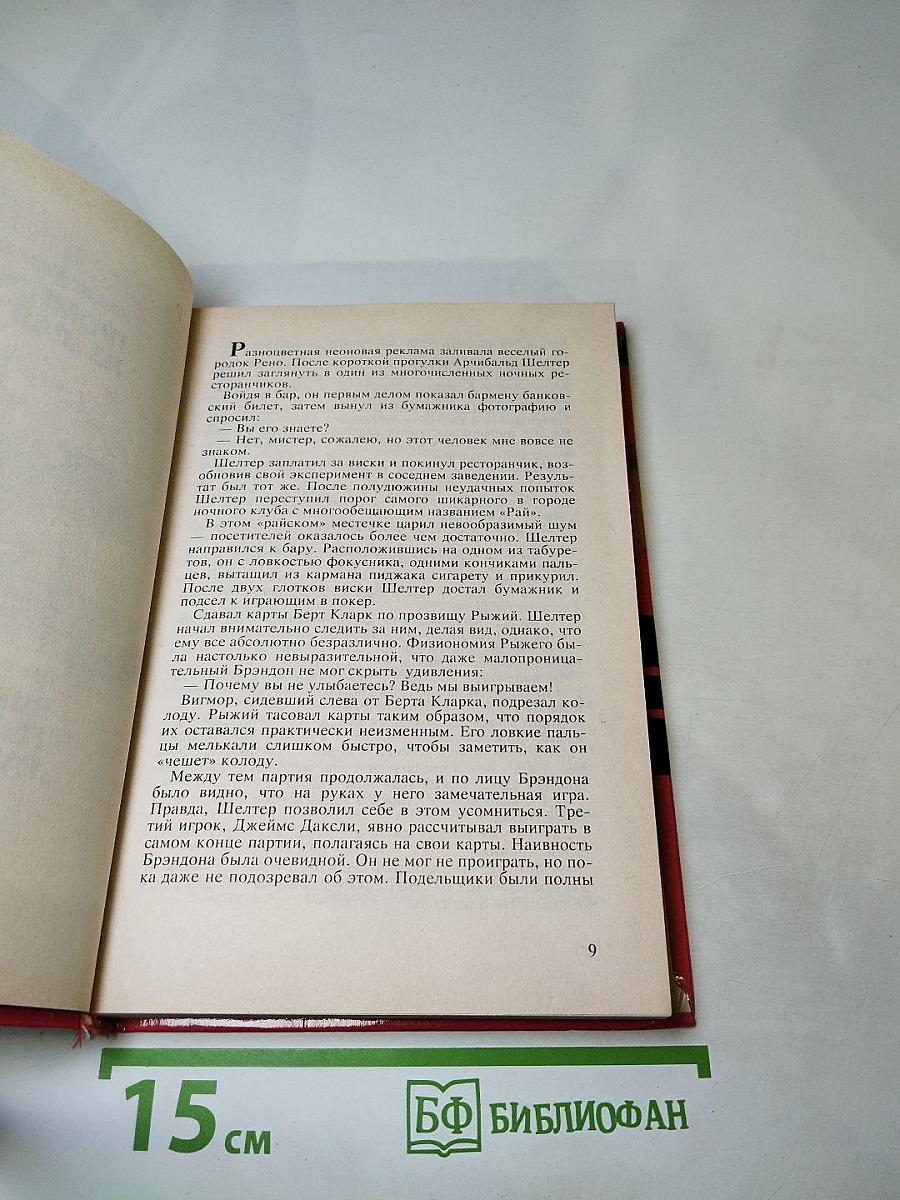 Разноцветная неоновая реклама заливала веселый го-
родок Рено. После короткой прогулки Арчибальд Шелтер
решил заглянуть в один из многочисленных ночных ре-
сторанчиков.
Войдя в бар, он первым делом показал бармену банков-
ский билет, затем вынул из бумажника фотографию и
спросил:
— Вы его знаете?
— Нет, мистер, сожалею, но этот человек мне вовсе не
знаком.
Шелтер заплатил за виски и покинул ресторанчик, воз-
обновив свой эксперимент в соседнем заведении. Резуль-
тат был тот же. После полудюжины неудачных попыток
Шелтер переступил порог самого шикарного в городе
ночного клуба с многообещающим названием «Рай».
В этом «райском» местечке царил невообразимый шум
— посетителей оказалось более чем достаточно. Шелтер
направился к бару. Расположившись на одном из табуре-
тов, он с ловкостью фокусника, одними кончиками паль-
цев, вытащил из кармана пиджака сигарету и прикурил.
После двух глотков виски Шелтер достал бумажник и
подсел к играющим в покер.
Сдавал карты Берт Кларк по прозвищу Рыжий. Шелтер
начал внимательно следить за ним, делая вид, однако, что
ему все абсолютно безразлично. Физиономия Рыжего бы-
ла настолько невыразительной, что даже малопроница-
тельный Брэндон не мог скрыть удивления:
— Почему вы не улыбаетесь? Ведь мы выигрываем!
Вигмор, сидевший слева от Берта Кларка, подрезал ко-
лоду. Рыжий тасовал карты таким образом, что порядок
их оставался практически неизменным. Его ловкие паль-
цы мелькали слишком быстро, чтобы заметить, как он
«чешет» колоду.
Между тем партия продолжалась, и по лицу Брэндона
было видно, что на руках у него замечательная игра.
Правда, Шелтер позволил себе в этом усомниться. Тре-
тий игрок, Джеймс Даксли, явно рассчитывал выиграть в
самом конце партии, полагаясь на свои карты. Наивность
Брэндона была очевидной. Он не мог не проиграть, но по-
ка даже не подозревал об этом. Подельщики были полны
9
15 см
БФ БИБЛИОФАН